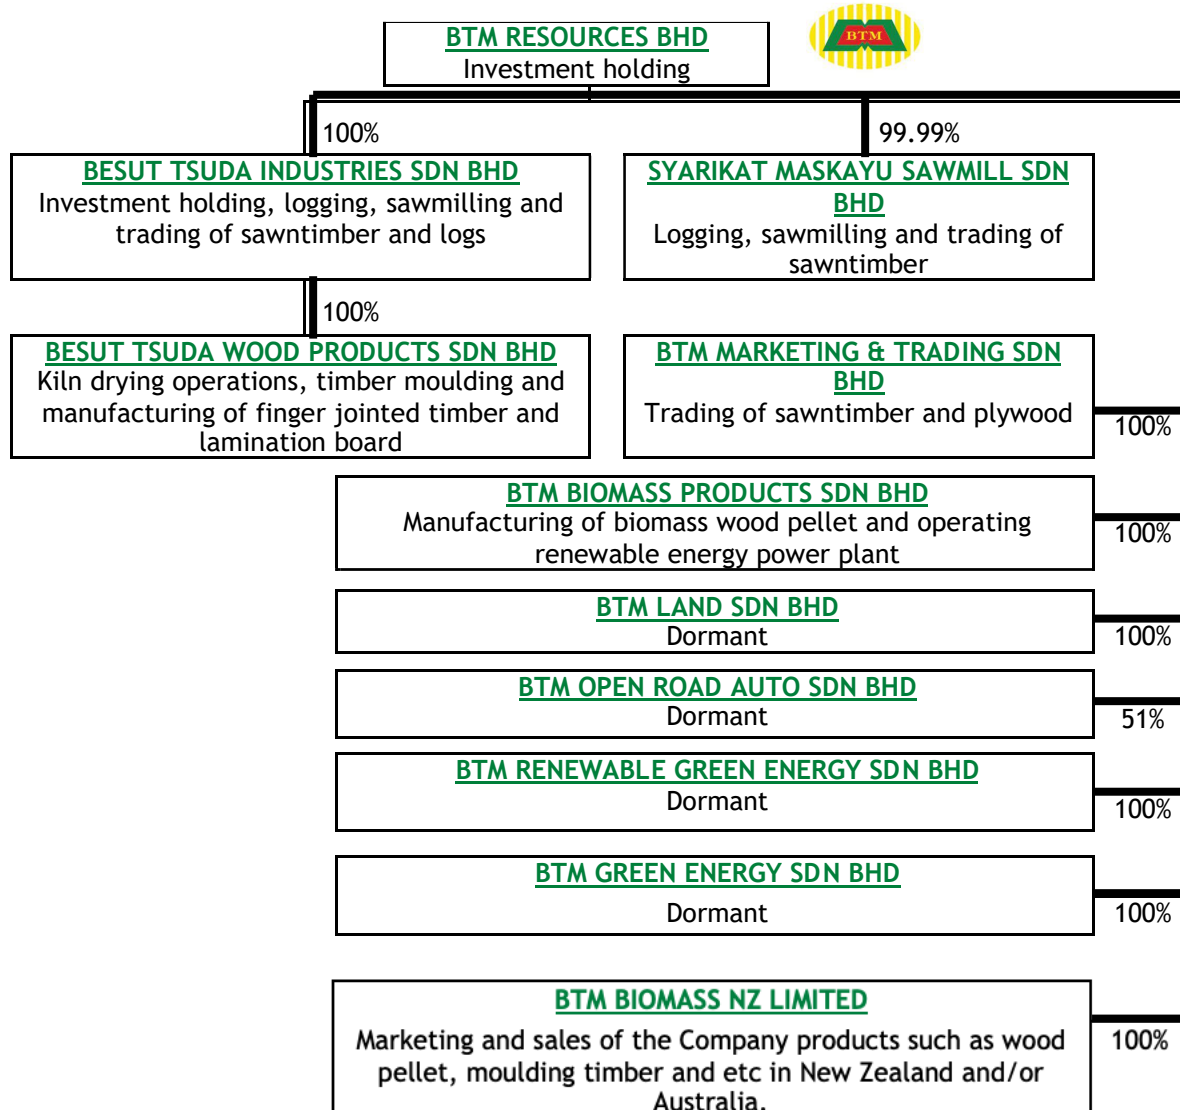 BTM RESOURCES BHD
Investment holding
BTM
100%
99.99%
BESUT TSUDA INDUSTRIES SDN BHD
Investment holding, logging, sawmilling and
trading of sawntimber and logs
SYARIKAT MASKAYU SAWMILL SDN
BHD
Logging, sawmilling and trading of
sawntimber
100%
BESUT TSUDA WOOD PRODUCTS SDN BHD
Kiln drying operations, timber moulding and
manufacturing of finger jointed timber and
lamination board
BTM MARKETING & TRADING SDN
BHD
Trading of sawntimber and plywood
100%
BTM BIOMASS PRODUCTS SDN BHD
Manufacturing of biomass wood pellet and operating
renewable energy power plant
100%
BTM LAND SDN BHD
Dormant
100%
BTM OPEN ROAD AUTO SDN BHD
Dormant
51%
BTM RENEWABLE GREEN ENERGY SDN BHD
Dormant
100%
BTM GREEN ENERGY SDN BHD
Dormant
100%
BTM BIOMASS NZ LIMITED
Marketing and sales of the Company products such as wood
pellet, moulding timber and etc in New Zealand and/or
Australia.
100%